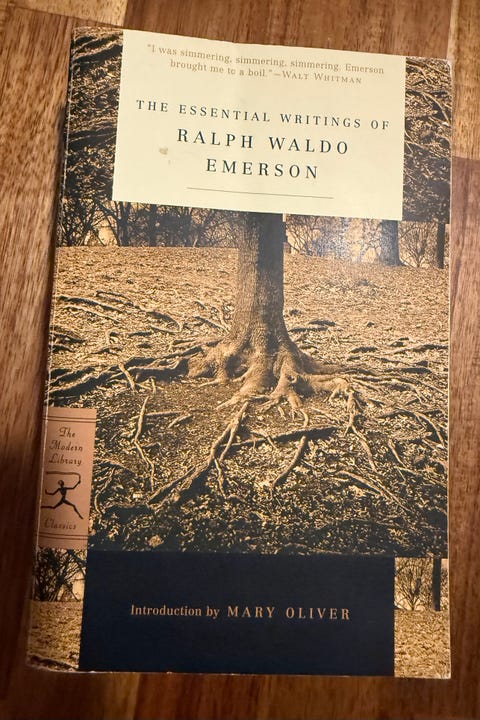 "I was simmering, simmering, simmering. Emerson
brought me to a boil."—WALT WHITMAN
THE ESSENTIAL WRITINGS OF
RALPH WALDO
EMERSON
The
Modern
Library
Classics
Introduction by MARY OLIVER